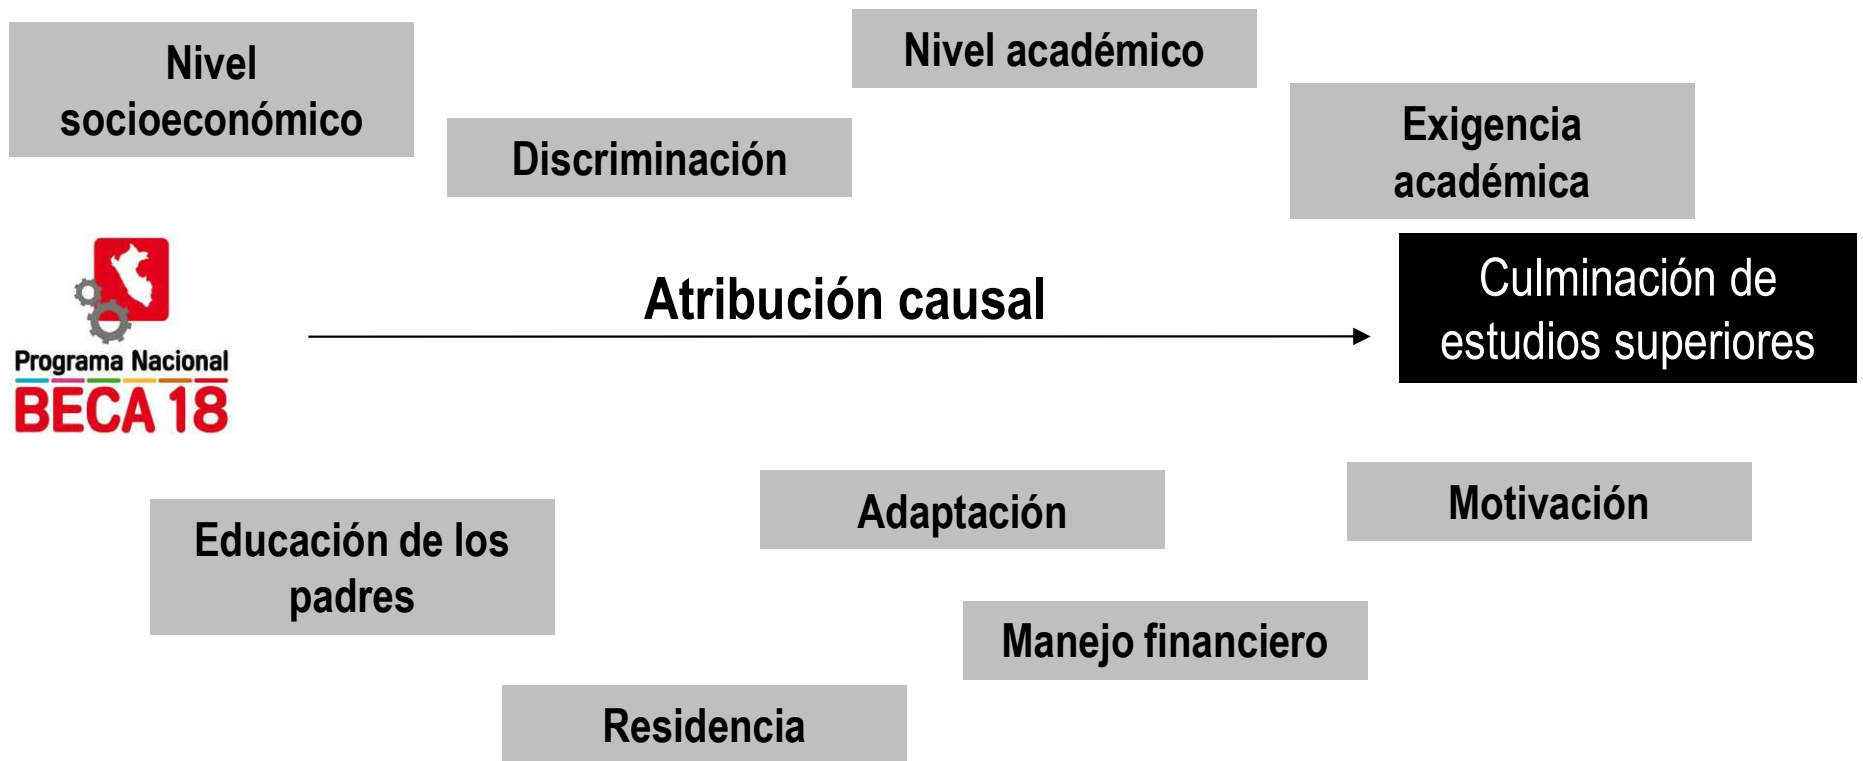 Nivel
socioeconómico
Nivel académico
Discriminación
Exigencia
académica
Atribución causal
Culminación de
estudios superiores
Programa Nacional
BECA 18
Educación de los
padres
Adaptación
Motivación
Manejo financiero
Residencia